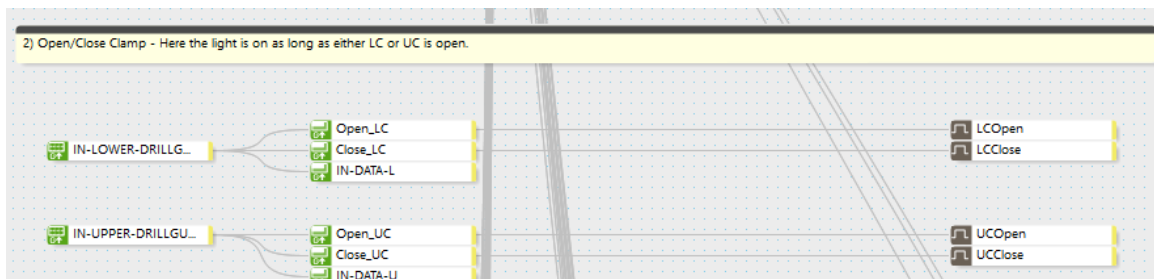 2) Open/Close Clamp - Here the light is on as long as either LC or UC is open.
Open_LC
LCOpen
IN-LOWER-DRILLG...
Close_LC
LCClose
IN-DATA-L
IN-UPPER-DRILLGU...
Open_UC
UCOpen
Close_UC
UCClose
IN-DATA-U